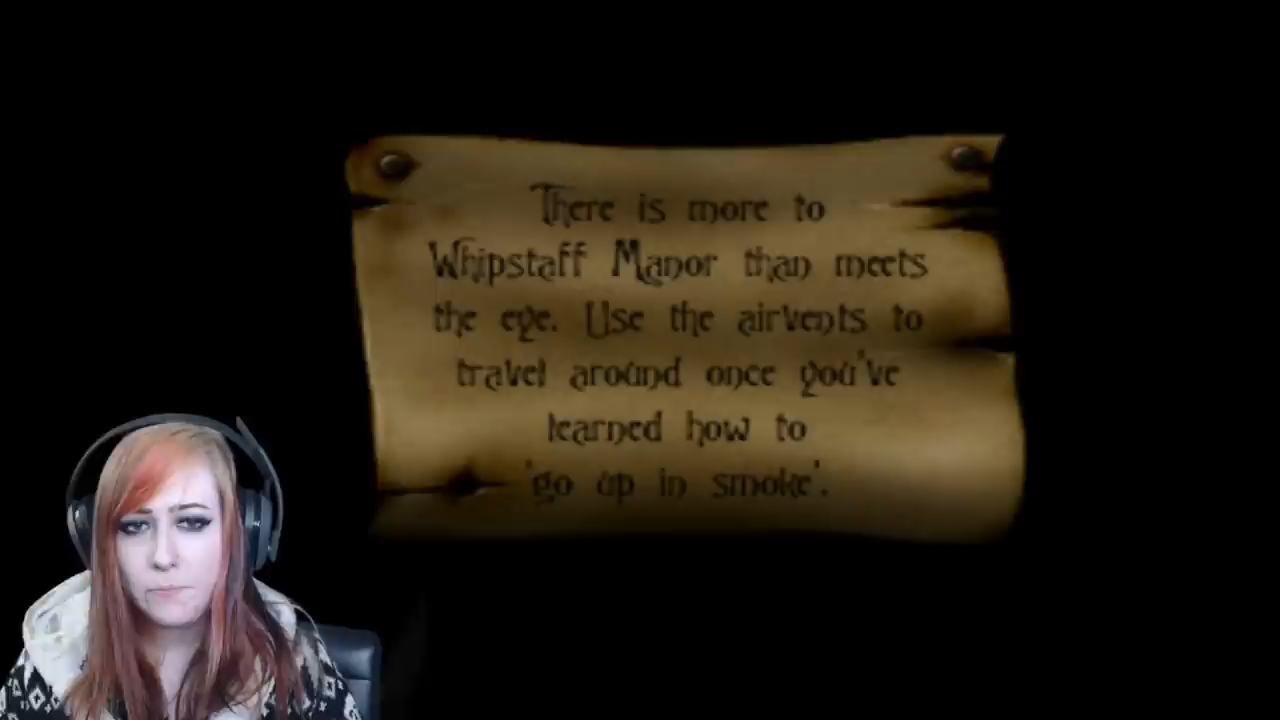 There is more to
Whipstaff Manor than meets
the eye. Use the airvents to
travel around once you've
learned how to
'go up in smoke'.